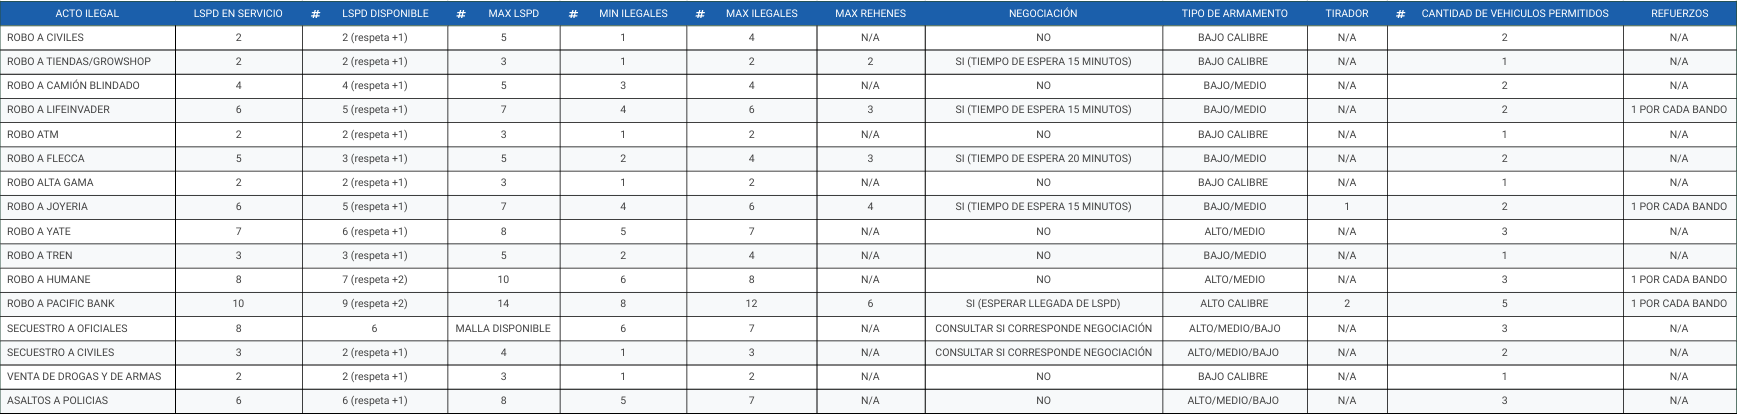 ACTO ILEGAL LSPD EN SERVICIO # LSPD DISPONIBLE # MAX LSPD # MIN ILEGALES # MAX ILEGALES MAX REHENES NEGOCIACIÓN TIPO DE ARMAMENTO TIRADOR # CANTIDAD DE VEHICULOS PERMITIDOS REFUERZOS
ROBO A CIVILES 2 2 (respeta +1) 5 1 4 N/A NO BAJO CALIBRE N/A 2 N/A
ROBO A TIENDAS/GROWSHOP 2 2 (respeta +1) 3 1 2 2 SI (TIEMPO DE ESPERA 15 MINUTOS) BAJO CALIBRE N/A 1 N/A
ROBO A CAMIÓN BLINDADO 4 4 (respeta +1) 5 3 4 N/A NO BAJO/MEDIO N/A 2 N/A
ROBO A LIFEINVADER 6 5 (respeta +1) 7 4 6 3 SI (TIEMPO DE ESPERA 15 MINUTOS) BAJO/MEDIO N/A 2 1 POR CADA BANDO
ROBO ATM 2 2 (respeta +1) 3 1 2 N/A NO BAJO CALIBRE N/A 1 N/A
ROBO A FLECCA 5 3 (respeta +1) 5 2 4 3 SI (TIEMPO DE ESPERA 20 MINUTOS) BAJO/MEDIO N/A 2 N/A
ROBO ALTA GAMA 2 2 (respeta +1) 3 1 2 N/A NO BAJO CALIBRE N/A 1 N/A
ROBO A JOYERIA 6 5 (respeta +1) 7 4 6 4 SI (TIEMPO DE ESPERA 15 MINUTOS) BAJO/MEDIO 1 2 1 POR CADA BANDO
ROBO A YATE 7 6 (respeta +1) 8 5 7 N/A NO ALTO/MEDIO N/A 3 N/A
ROBO A TREN 3 3 (respeta +1) 5 2 4 N/A NO BAJO/MEDIO N/A 1 N/A
ROBO A HUMANE 8 7 (respeta +2) 10 6 8 N/A NO ALTO/MEDIO N/A 3 1 POR CADA BANDO
ROBO A PACIFIC BANK 10 9 (respeta +2) 14 8 12 6 SI (ESPERAR LLEGADA DE LSPD) ALTO CALIBRE 2 5 1 POR CADA BANDO
SECUESTRO A OFICIALES 8 6 MALLA DISPONIBLE 6 7 N/A CONSULTAR SI CORRESPONDE NEGOCIACIÓN ALTO/MEDIO/BAJO N/A 3 N/A
SECUESTRO A CIVILES 3 2 (respeta +1) 4 1 3 N/A CONSULTAR SI CORRESPONDE NEGOCIACIÓN ALTO/MEDIO/BAJO N/A 2 N/A
VENTA DE DROGAS Y DE ARMAS 2 2 (respeta +1) 3 1 2 N/A NO BAJO CALIBRE N/A 1 N/A
ASALTOS A POLICIAS 6 6 (respeta +1) 8 5 7 N/A NO ALTO/MEDIO/BAJO N/A 3 N/A